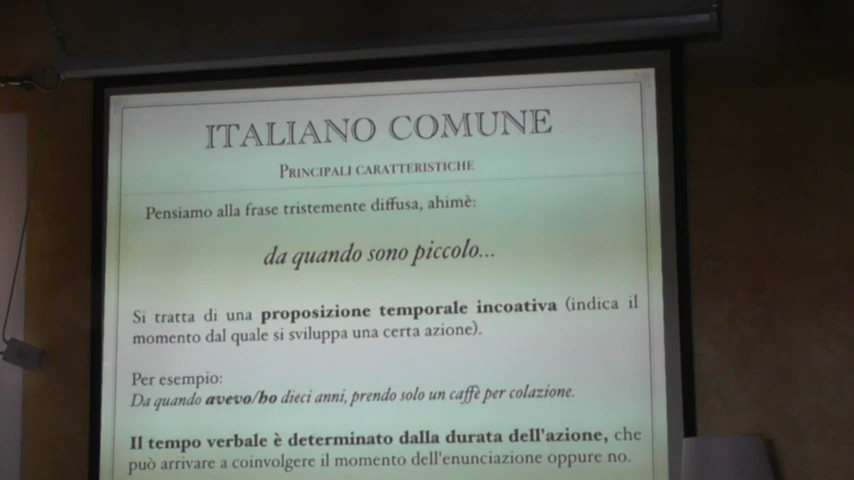 ITALIANO COMUNE
PRINCIPALI CARATTERISTICHE
Pensiamo alla frase tristemente diffusa, ahimè:
da quando sono piccolo...
Si tratta di una proposizione temporale incoativa (indica il
momento dal quale si sviluppa una certa azione).
Per esempio:
Da quando avevo/ho dieci anni, prendo solo un caffè per colazione.
Il tempo verbale è determinato dalla durata dell'azione, che
può arrivare a coinvolgere il momento dell'enunciazione oppure no.